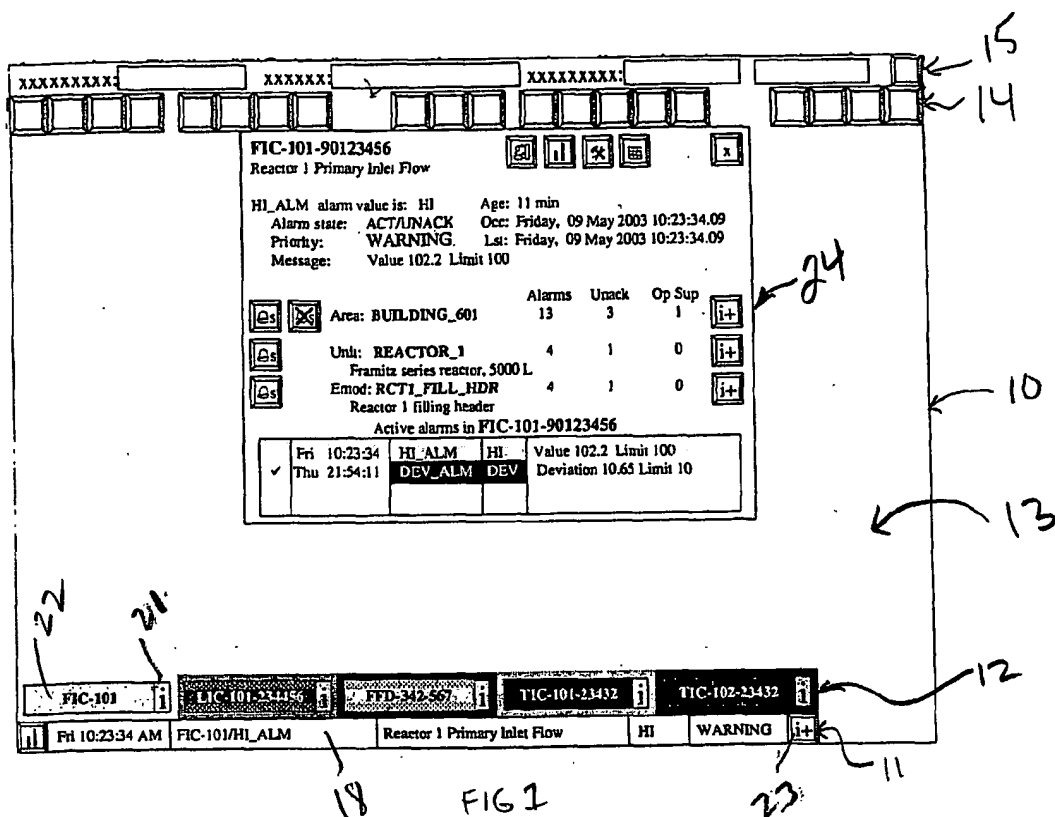 15
xxxxxxxxx: xxxxxx: xxxxxxxxx:
14
FIC-101-90123456 x
Reactor 1 Primary Inlet Flow
HI_ALM alarm value is: HI Age: 11 min
Alarm state: ACT/UNACK Occ: Friday, 09 May 2003 10:23:34.09
Priority: WARNING. Lst: Friday, 09 May 2003 10:23:34.09
Message: Value 102.2 Limit 100
24
Alarms Unack Op Sup
s Area: BUILDING_601 13 3 1 i+
s Unit: REACTOR_1 4 1 0 i+
Framitz series reactor, 5000 L
10
s Emod: RCT1_FILL_HDR 4 1 0 i+
Reactor 1 filling header
Active alarms in FIC-101-90123456
Fri 10:23:34 HI_ALM HI Value 102.2 Limit 100
✓ Thu 21:54:11 DEV_ALM DEV Deviation 10.65 Limit 10
13
22 21
FIC-101 i LIC-101-234456 i FFD-342-567 i TIC-101-23432 i TIC-102-23432 i
12
Fri 10:23:34 AM FIC-101/HI_ALM Reactor 1 Primary Inlet Flow HI WARNING i+
11
18 FIG 1 23